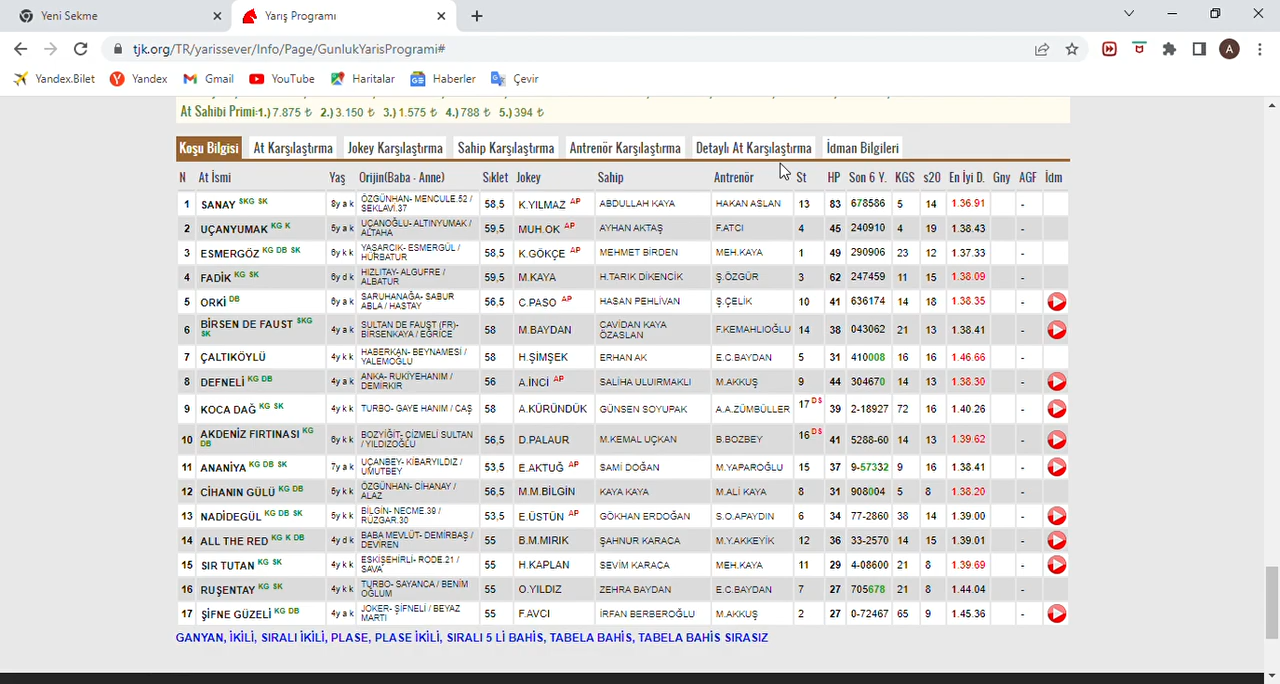 Yeni Sekme
Yarış Programı
tjk.org/TR/yarissever/Info/Page/GunlukYarisProgrami#
A
Yandex.Bilet Yandex Gmail YouTube Haritalar Haberler Çevir
At Sahibi Primi:1.)7.875 ₺ 2.)3.150 ₺ 3.)1.575 ₺ 4.)788 ₺ 5.)394 ₺
Koşu Bilgisi At Karşılaştırma Jokey Karşılaştırma Sahip Karşılaştırma Antrenör Karşılaştırma Detaylı At Karşılaştırma İdman Bilgileri
N At İsmi Yaş Orijin(Baba - Anne) Sıklet Jokey Sahip Antrenör St HP Son 6 Y. KGS s20 En İyi D. Gny AGF İdm
1 SANAY SKG SK 8y a k ÖZGÜNHAN- MENCULE.52 / SEKLAVİ.37 58,5 K.YILMAZ AP ABDULLAH KAYA HAKAN ASLAN 13 83 678586 5 14 1.36.91 -
2 UÇANYUMAK KG K 6y a k UÇANOĞLU- ALTINYUMAK / ALTAHA 59,5 MUH.OK AP AYHAN AKTAŞ F.ATCI 4 45 240910 4 19 1.38.43 -
3 ESMERGÖZ KG DB SK 6y k k YAŞARCIK- ESMERGÜL / HÜRBATUR 58,5 K.GÖKÇE AP MEHMET BİRDEN MEH.KAYA 1 49 290906 23 12 1.37.33 -
4 FADİK KG SK 6y d k HIZLITAY- ALGUFRE / ALBATUR 59,5 M.KAYA H.TARIK DİKENCİK Ş.ÖZGÜR 3 62 247459 11 15 1.38.09 -
5 ORKİ DB 6y a k SARUHANAĞA- SABUR ABLA / HASTAY 56,5 C.PASO AP HASAN PEHLİVAN Ş.ÇELİK 10 41 636174 14 18 1.38.35 -
6 BİRSEN DE FAUST SKG SK 4y a k SULTAN DE FAUST (FR)- BİRSENKAYA / EĞRİCE 58 M.BAYDAN CAVİDAN KAYA ÖZASLAN F.KEMAHLIOĞLU 14 38 043062 21 13 1.38.41 -
7 ÇALTIKÖYLÜ 4y k k HABERKAN- BEYNAMESİ / YALEMOĞLU 58 H.ŞİMŞEK ERHAN AK E.C.BAYDAN 5 31 410008 16 16 1.46.66 -
8 DEFNELİ KG DB 4y a k ANKA- RUKİYEHANIM / DEMİRKIR 56 A.İNCİ AP SALİHA ULUIRMAKLI M.AKKUŞ 9 44 304670 14 13 1.38.30 -
9 KOCA DAĞ KG SK 4y k k TURBO- GAYE HANIM / CAŞ 58 A.KÜRÜNDÜK GÜNSEN SOYUPAK A.A.ZÜMBÜLLER 17 DS 39 2-18927 72 16 1.40.26 -
10 AKDENİZ FIRTINASI KG DB 6y k k BOZYİĞİT- ÇİZMELİ SULTAN / YILDIZOĞLU 56,5 D.PALAUR M.KEMAL UÇKAN B.BOZBEY 16 DS 41 5288-60 14 13 1.39.62 -
11 ANANİYA KG DB SK 7y a k UÇANBEY- KIBARYILDIZ / UMUTBEY 53,5 E.AKTUĞ AP SAMİ DOĞAN M.YAPAROĞLU 15 37 9-57332 9 16 1.38.41 -
12 CİHANIN GÜLÜ KG DB 6y k k ÖZGÜNHAN- CİHANAY / ALAZ 56,5 M.M.BİLGİN KAYA KAYA M.ALİ KAYA 8 31 908004 5 8 1.38.20 -
13 NADİDEGÜL KG DB SK 5y k k BİLGİN- NECME.39 / RÜZGAR.30 53,5 E.ÜSTÜN AP GÖKHAN ERDOĞAN S.O.APAYDIN 6 34 77-2860 38 14 1.39.00 -
14 ALL THE RED KG K DB 4y d k BABA MEVLÜT- DEMİRBAŞ / DEVİREN 55 B.M.MIRIK ŞAHNUR KARACA M.Y.AKKEYİK 12 36 33-2570 14 15 1.39.01 -
15 SIR TUTAN KG SK 4y k k ESKİŞEHİRLİ- RODE.21 / SAVA 55 H.KAPLAN SEVİM KARACA MEH.KAYA 11 29 4-08600 21 8 1.39.69 -
16 RUŞENTAY KG SK 4y k k TURBO- SAYANCA / BENİM OĞLUM 55 O.YILDIZ ZEHRA BAYDAN E.C.BAYDAN 7 27 705678 21 8 1.44.04 -
17 ŞİFNE GÜZELİ KG DB 4y a k JOKER- ŞİFNELİ / BEYAZ MARTI 55 F.AVCI İRFAN BERBEROĞLU M.AKKUŞ 2 27 0-72467 65 9 1.45.36 -
GANYAN, İKİLİ, SIRALI İKİLİ, PLASE, PLASE İKİLİ, SIRALI 5 Lİ BAHİS, TABELA BAHİS, TABELA BAHİS SIRASIZ